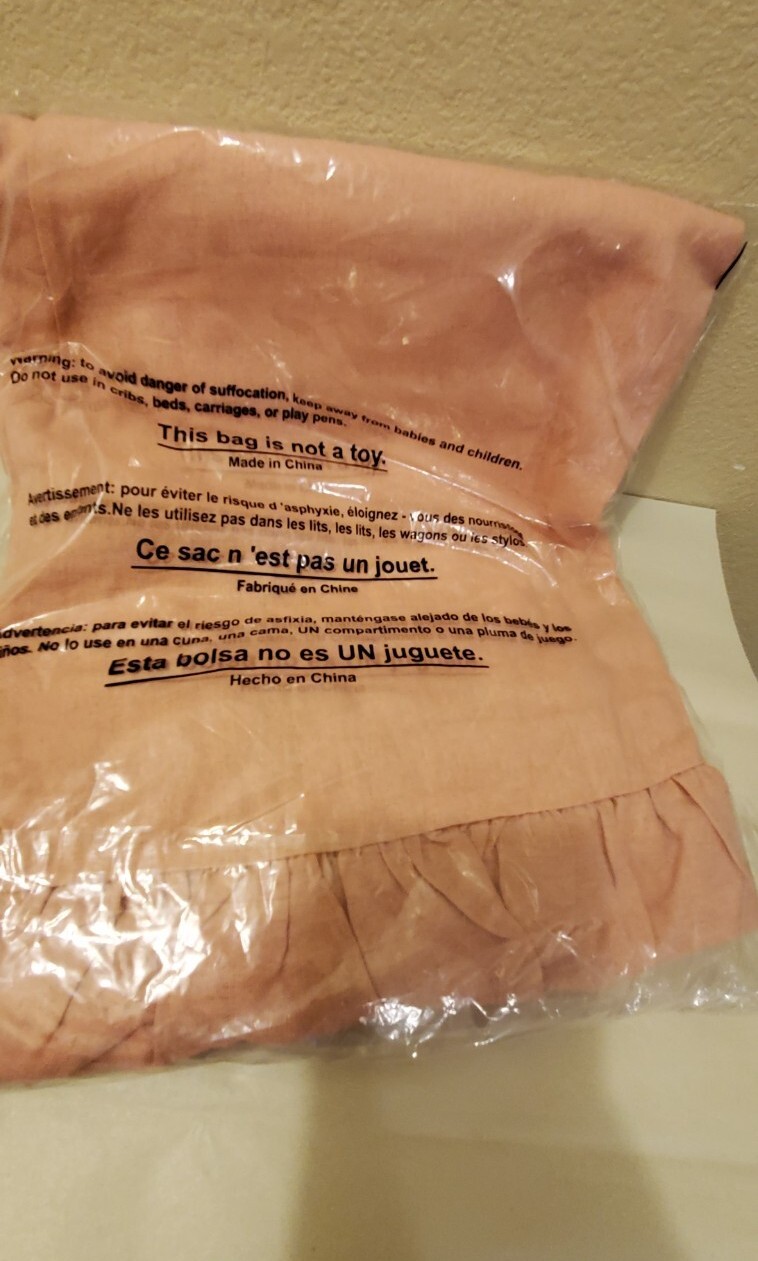 Warning: to avoid danger of suffocation, keep away from babies and children.
Do not use in cribs, beds, carriages, or play pens.
This bag is not a toy.
Made in China
Avertissement: pour éviter le risque d'asphyxie, éloignez - vous des
et des enfants.Ne les utilisez pas dans les lits, les lits, les wagons ou les stylos
Ce sac n 'est pas un jouet.
Fabriqué en Chine
dvertencia: para evitar el riesgo de asfixia, manténgase alejado de los bebés y los
iños. No lo use en una cuna, una cama, UN compartimento o una pluma de juego.
Esta bolsa no es UN juguete.
Hecho en China